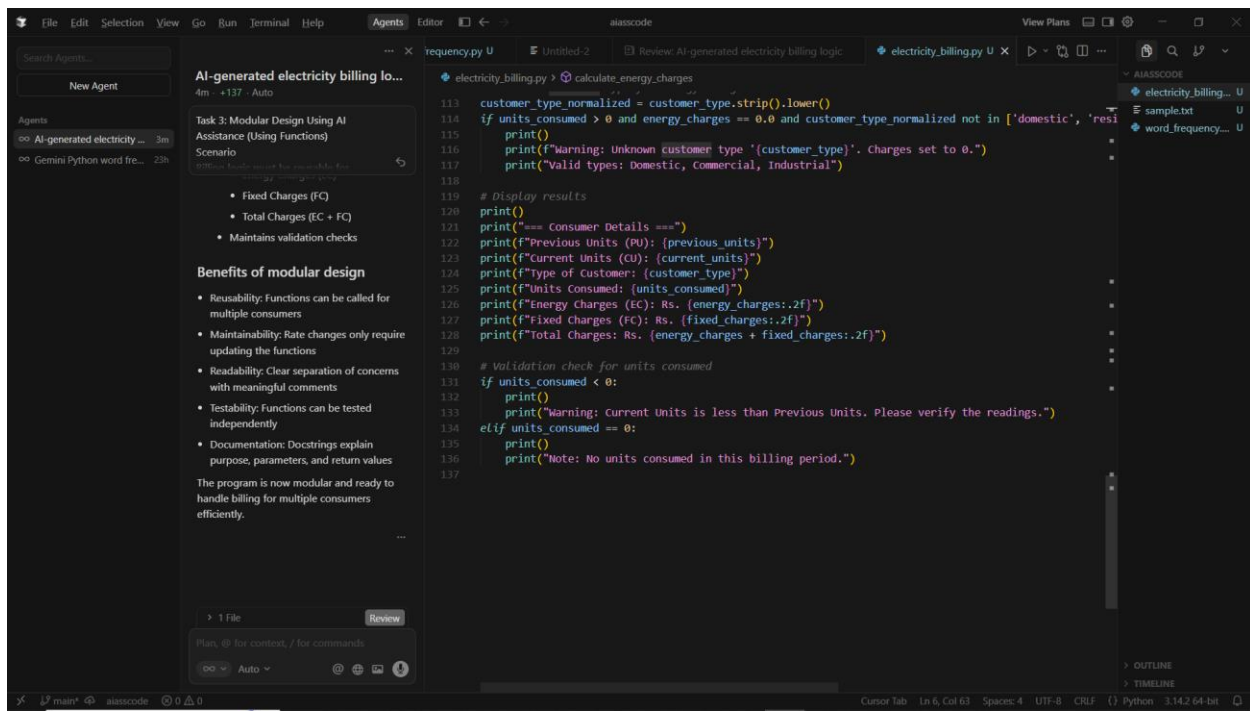 File Edit Selection View Go Run Terminal Help
Agents Editor
aiasscode
View Plans
Search Agents...
New Agent
Agents
AI-generated electricity ... 3m
Gemini Python word fre... 23h
AI-generated electricity billing lo...
4m · +137 · Auto
Task 3: Modular Design Using AI
Assistance (Using Functions)
Scenario
• Fixed Charges (FC)
• Total Charges (EC + FC)
• Maintains validation checks
Benefits of modular design
• Reusability: Functions can be called for
multiple consumers
• Maintainability: Rate changes only require
updating the functions
• Readability: Clear separation of concerns
with meaningful comments
• Testability: Functions can be tested
independently
• Documentation: Docstrings explain
purpose, parameters, and return values
The program is now modular and ready to
handle billing for multiple consumers
efficiently.
> 1 File
Review
Plan, @ for context, / for commands
Auto
requency.py U
Untitled-2
Review: AI-generated electricity billing logic
electricity_billing.py U
electricity_billing.py > calculate_energy_charges
113 customer_type_normalized = customer_type.strip().lower()
114 if units_consumed > 0 and energy_charges == 0.0 and customer_type_normalized not in ['domestic', 'resi
115 print()
116 print(f"Warning: Unknown customer type '{customer_type}'. Charges set to 0.")
117 print("Valid types: Domestic, Commercial, Industrial")
118
119 # Display results
120 print()
121 print("=== Consumer Details ===")
122 print(f"Previous Units (PU): {previous_units}")
123 print(f"Current Units (CU): {current_units}")
124 print(f"Type of Customer: {customer_type}")
125 print(f"Units Consumed: {units_consumed}")
126 print(f"Energy Charges (EC): Rs. {energy_charges:.2f}")
127 print(f"Fixed Charges (FC): Rs. {fixed_charges:.2f}")
128 print(f"Total Charges: Rs. {energy_charges + fixed_charges:.2f}")
129
130 # Validation check for units consumed
131 if units_consumed < 0:
132 print()
133 print("Warning: Current Units is less than Previous Units. Please verify the readings.")
134 elif units_consumed == 0:
135 print()
136 print("Note: No units consumed in this billing period.")
137
AIASSCODE
electricity_billing... U
sample.txt U
word_frequency.... U
> OUTLINE
> TIMELINE
main* aiasscode 0 0
Cursor Tab Ln 6, Col 63 Spaces: 4 UTF-8 CRLF {} Python 3.14.2 64-bit